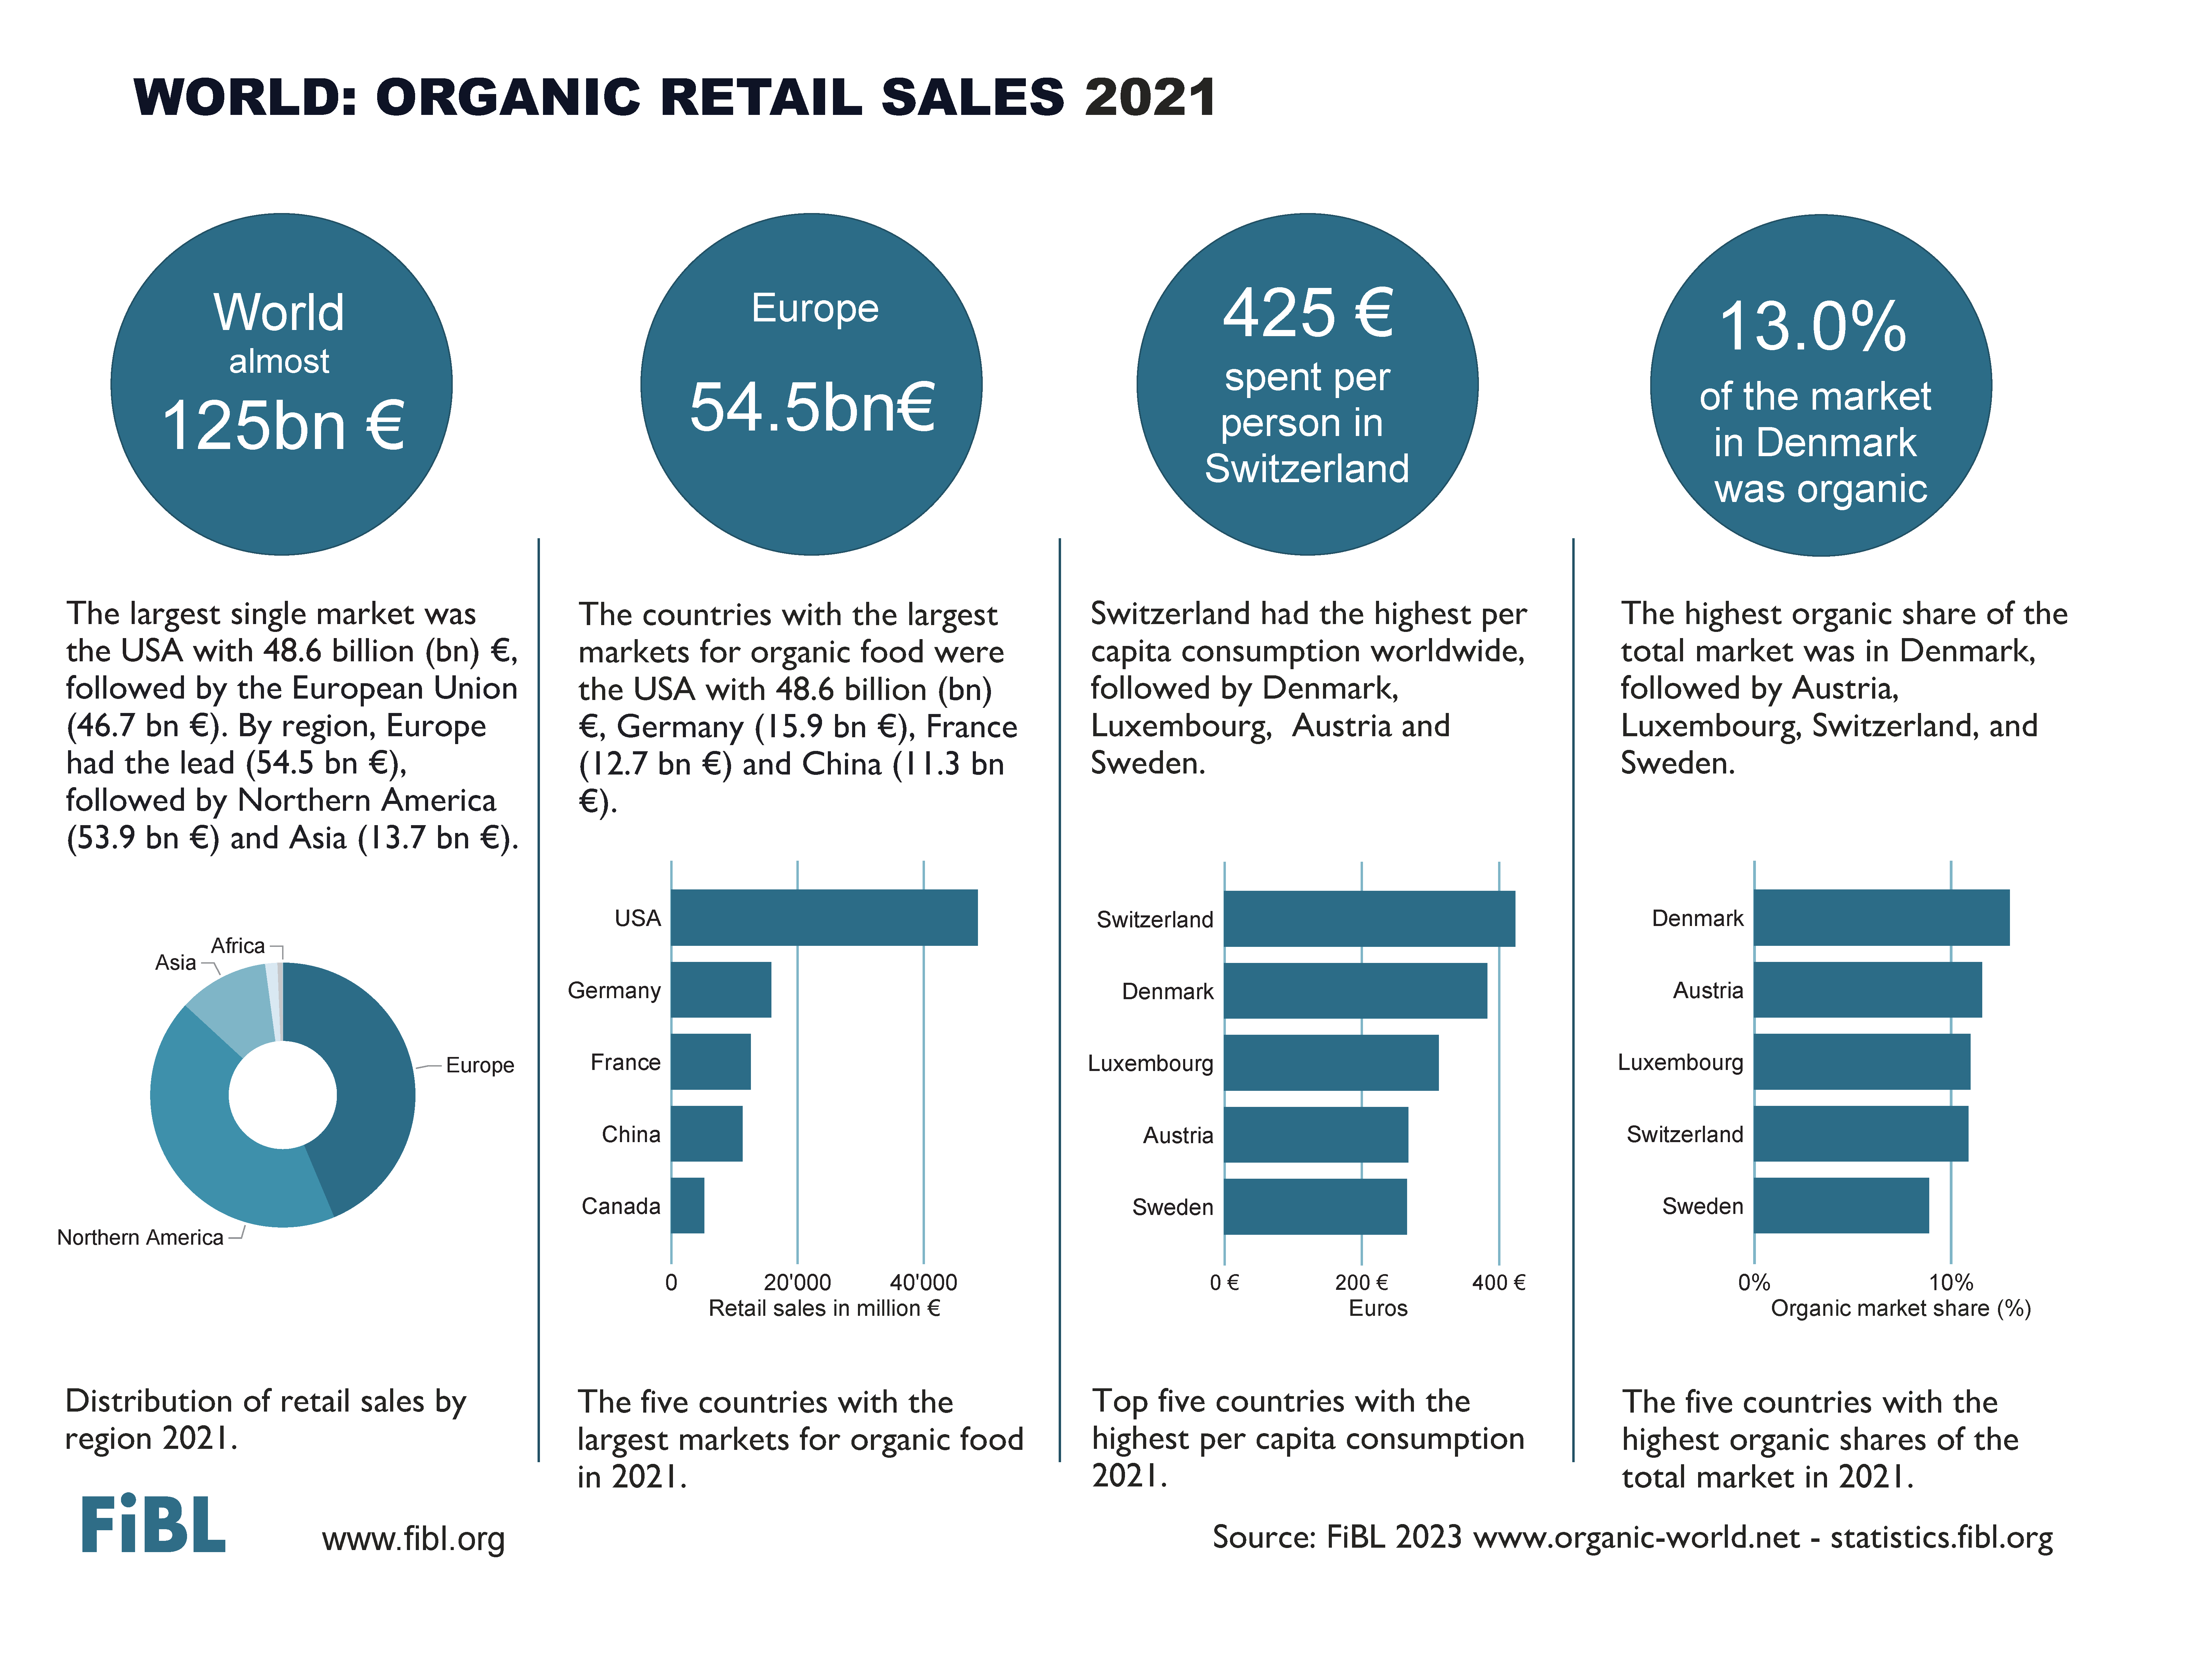 WORLD: ORGANIC RETAIL SALES 2021
World
almost
125bn €
The largest single market was
the USA with 48.6 billion (bn) €,
followed by the European Union
(46.7 bn €). By region, Europe
had the lead (54.5 bn €),
followed by Northern America
(53.9 bn €) and Asia (13.7 bn €).
Africa
Asia
Europe
Northern America
Distribution of retail sales by
region 2021.
Europe
54.5bn€
The countries with the largest
markets for organic food were
the USA with 48.6 billion (bn)
€, Germany (15.9 bn €), France
(12.7 bn €) and China (11.3 bn
€).
USA
Germany
France
China
Canada
0 20'000 40'000
Retail sales in million €
The five countries with the
largest markets for organic food
in 2021.
425 €
spent per
person in
Switzerland
Switzerland had the highest per
capita consumption worldwide,
followed by Denmark,
Luxembourg, Austria and
Sweden.
Switzerland
Denmark
Luxembourg
Austria
Sweden
0 € 200 € 400 €
Euros
Top five countries with the
highest per capita consumption
2021.
13.0%
of the market
in Denmark
was organic
The highest organic share of the
total market was in Denmark,
followed by Austria,
Luxembourg, Switzerland, and
Sweden.
Denmark
Austria
Luxembourg
Switzerland
Sweden
0% 10%
Organic market share (%)
The five countries with the
highest organic shares of the
total market in 2021.
FiBL
www.fibl.org
Source: FiBL 2023 www.organic-world.net - statistics.fibl.org